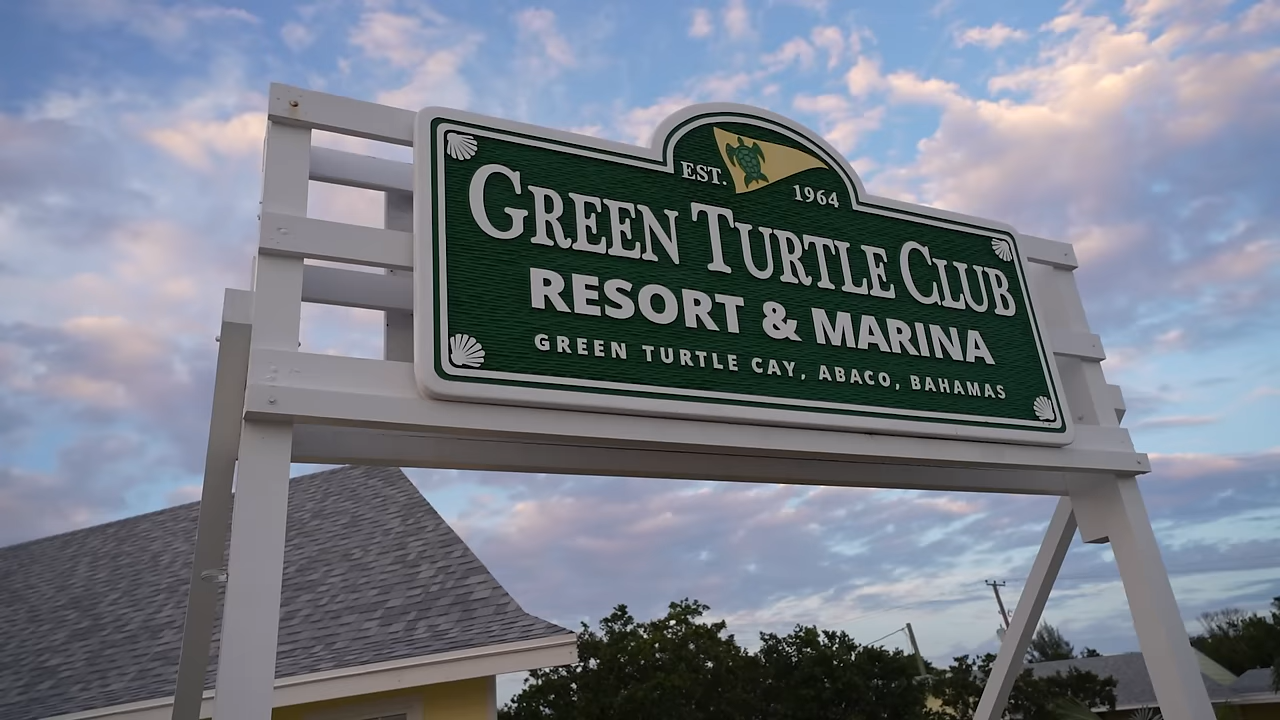 EST. 1964
GREEN TURTLE CLUB
RESORT & MARINA
GREEN TURTLE CAY, ABACO, BAHAMAS